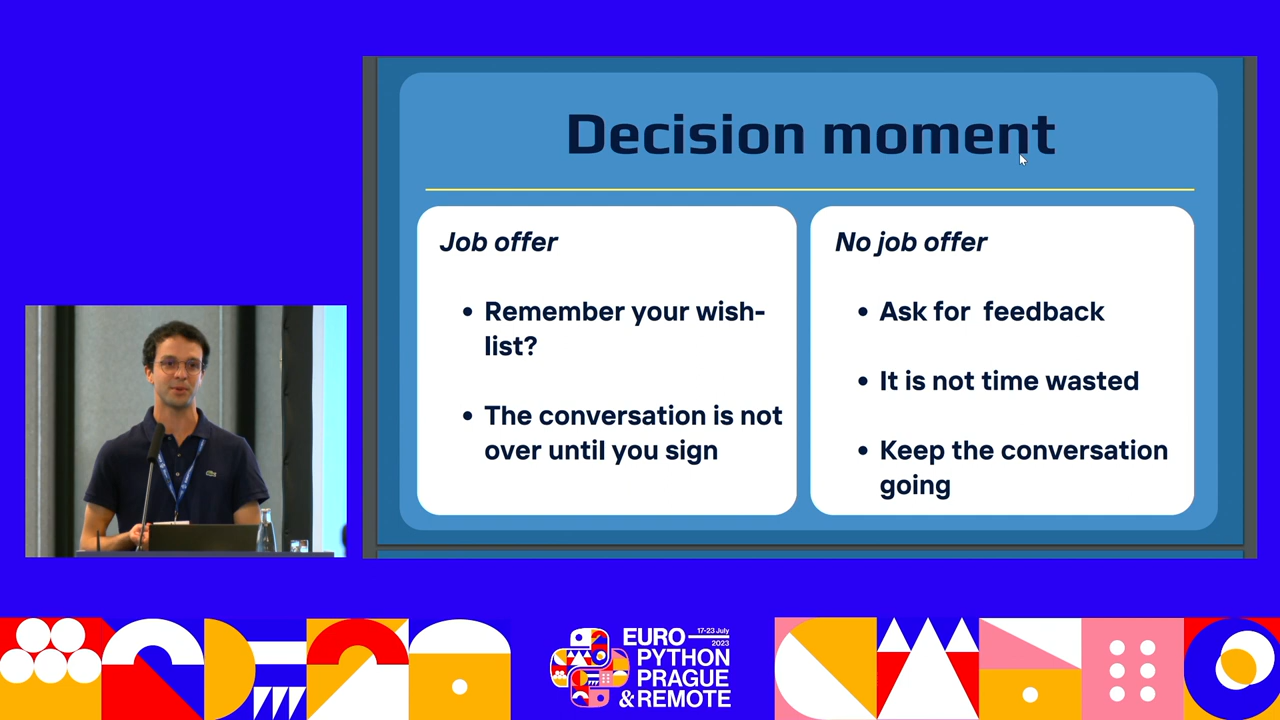 Decision moment
Job offer
• Remember your wish-
list?
• The conversation is not
over until you sign
No job offer
• Ask for  feedback
• It is not time wasted
• Keep the conversation
going
EURO
17-23 July
2023
PYTHON
PRAGUE
& REMOTE